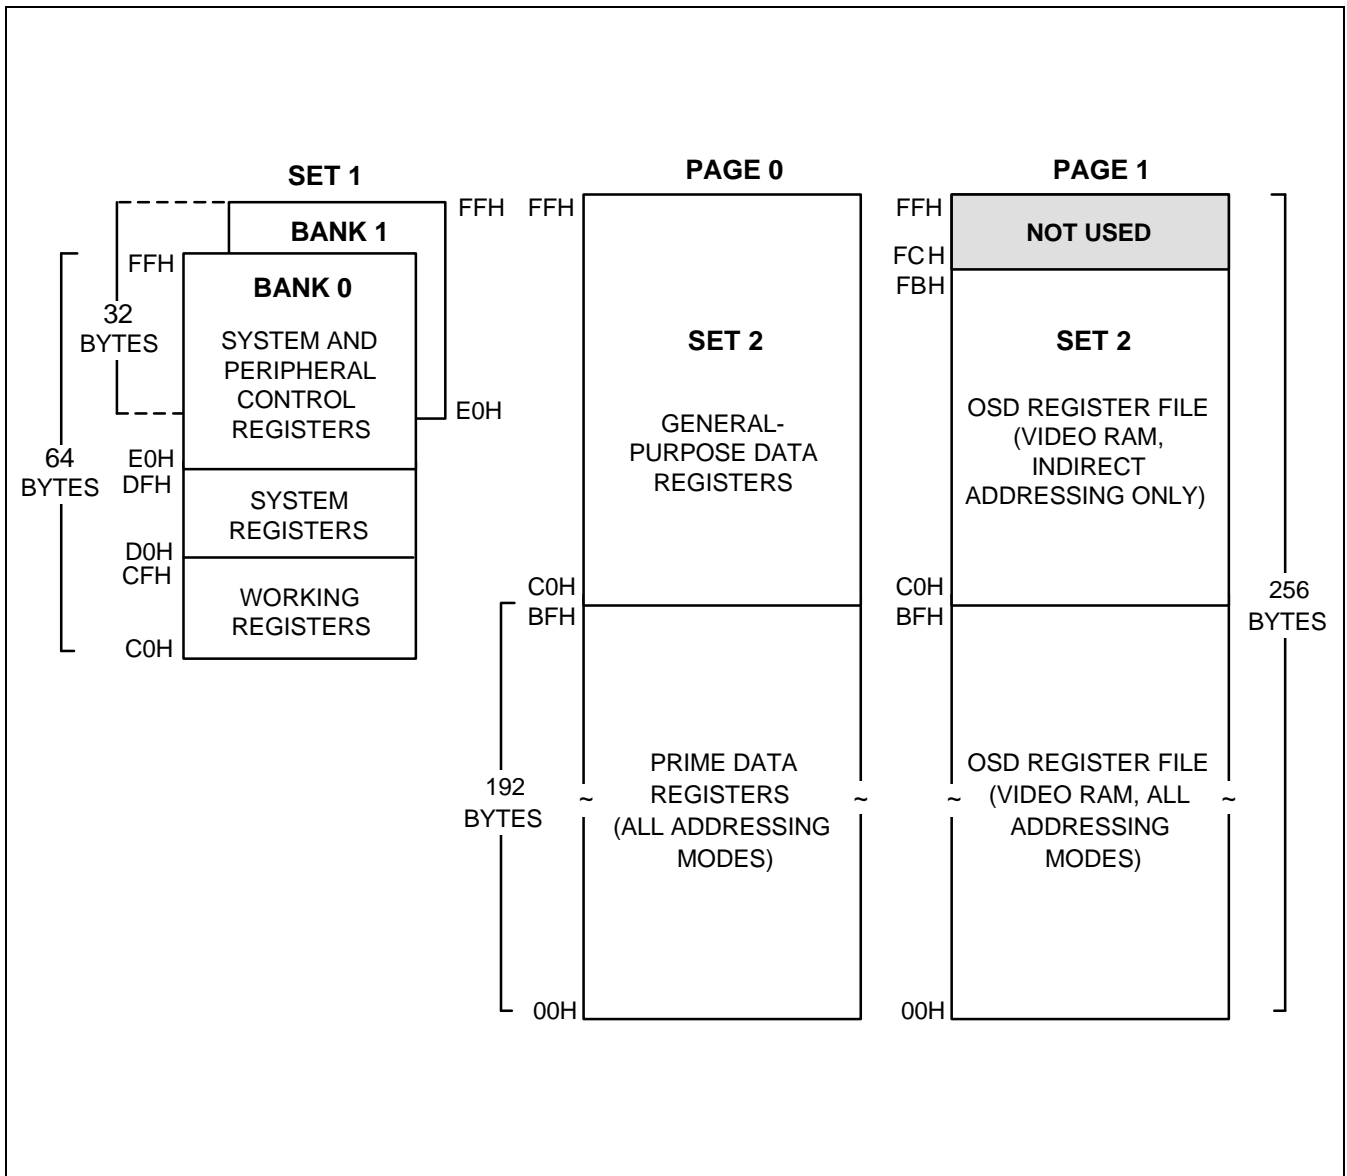 SET 1
BANK 1
FFH
E0H
32
BYTES
64
BYTES
FFH
BANK 0
SYSTEM AND
PERIPHERAL
CONTROL
REGISTERS
E0H
DFH
SYSTEM
REGISTERS
D0H
CFH
WORKING
REGISTERS
C0H
PAGE 0
FFH
SET 2
GENERAL-
PURPOSE DATA
REGISTERS
C0H
BFH
192
BYTES
PRIME DATA
~ REGISTERS ~
(ALL ADDRESSING
MODES)
00H
PAGE 1
FFH
NOT USED
FCH
FBH
SET 2
OSD REGISTER FILE
(VIDEO RAM,
INDIRECT
ADDRESSING ONLY)
C0H
BFH
256
BYTES
OSD REGISTER FILE
~ (VIDEO RAM, ALL ~
ADDRESSING
MODES)
00H